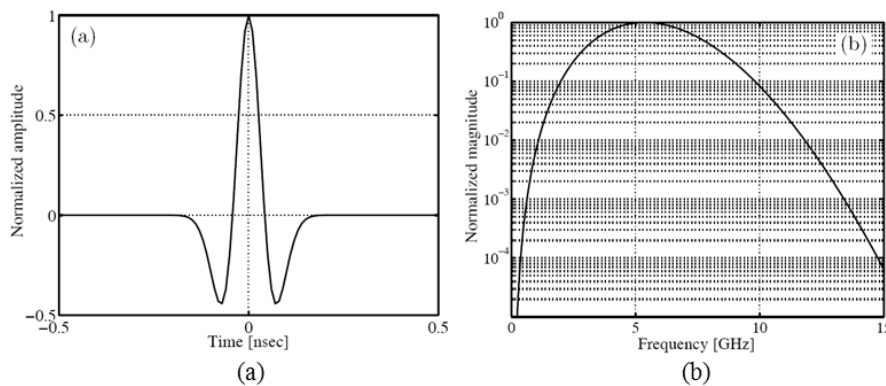 (a)
Normalized amplitude
1
0.5
0
−0.5
−0.5
0
0.5
Time [nsec]
(a)
(b)
Normalized magnitude
10^0
10^−1
10^−2
10^−3
10^−4
0
5
10
15
Frequency [GHz]
(b)